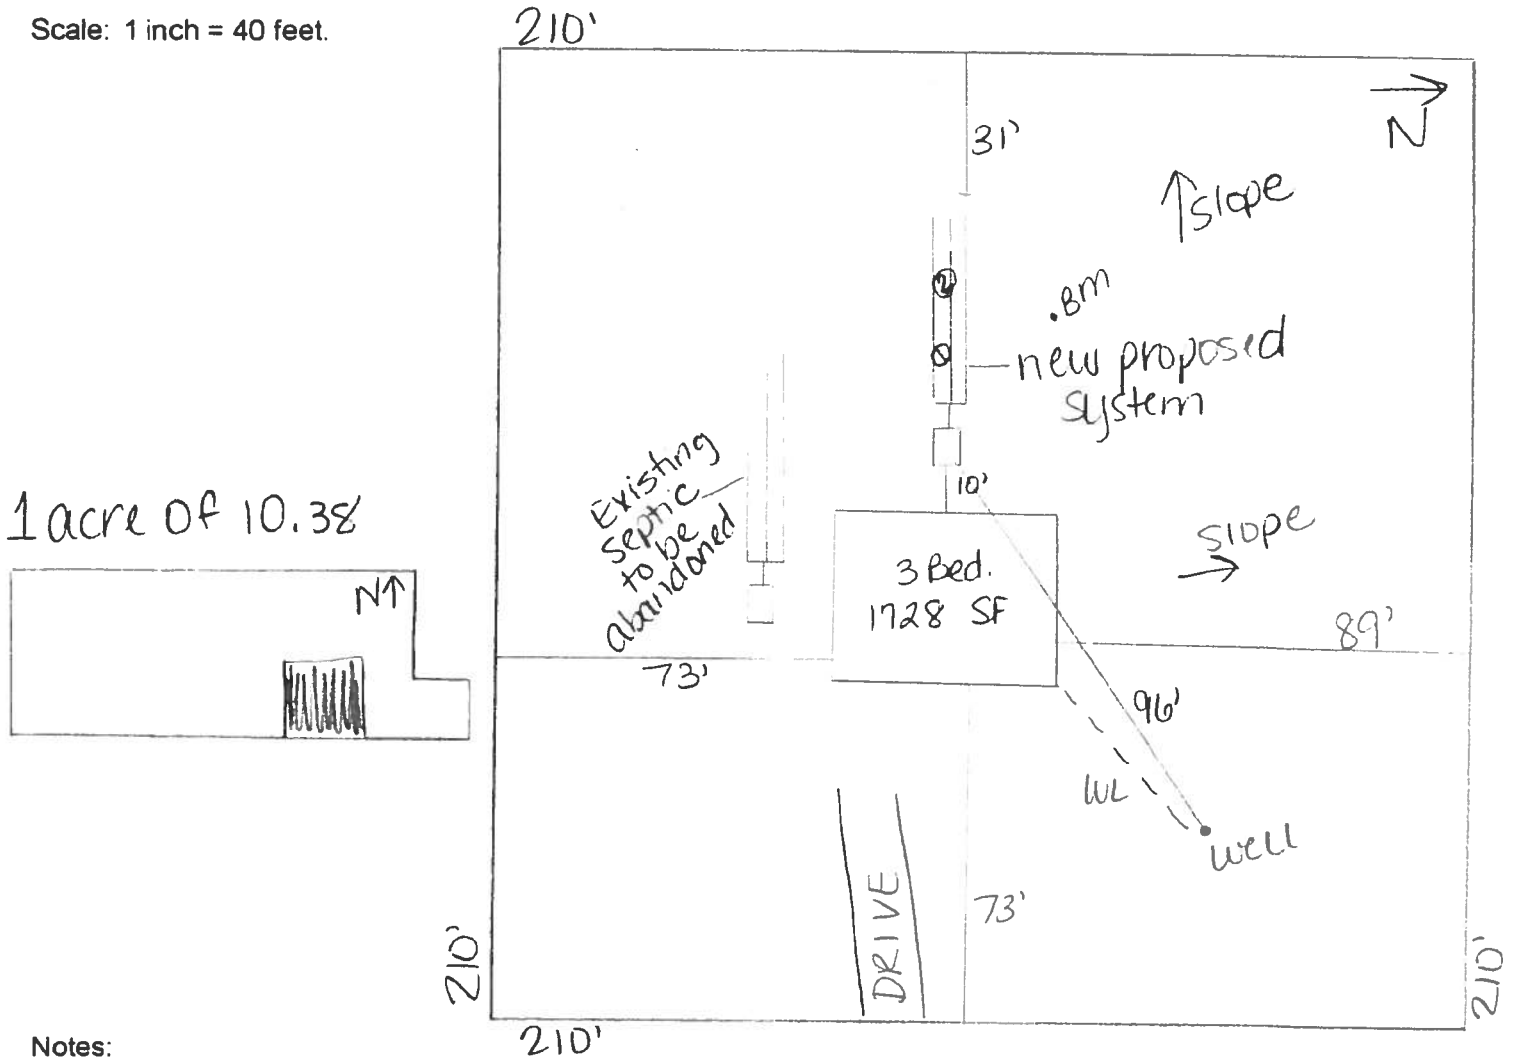 Scale: 1 inch = 40 feet.
210'
N
31'
slope
2
.BM
new proposed
system
Existing
septic
to be
abandoned
10'
1 acre of 10.38
N
3 Bed.
1728 SF
slope
89'
73'
96'
WL
well
DRIVE
73'
210'
210'
210'
Notes: